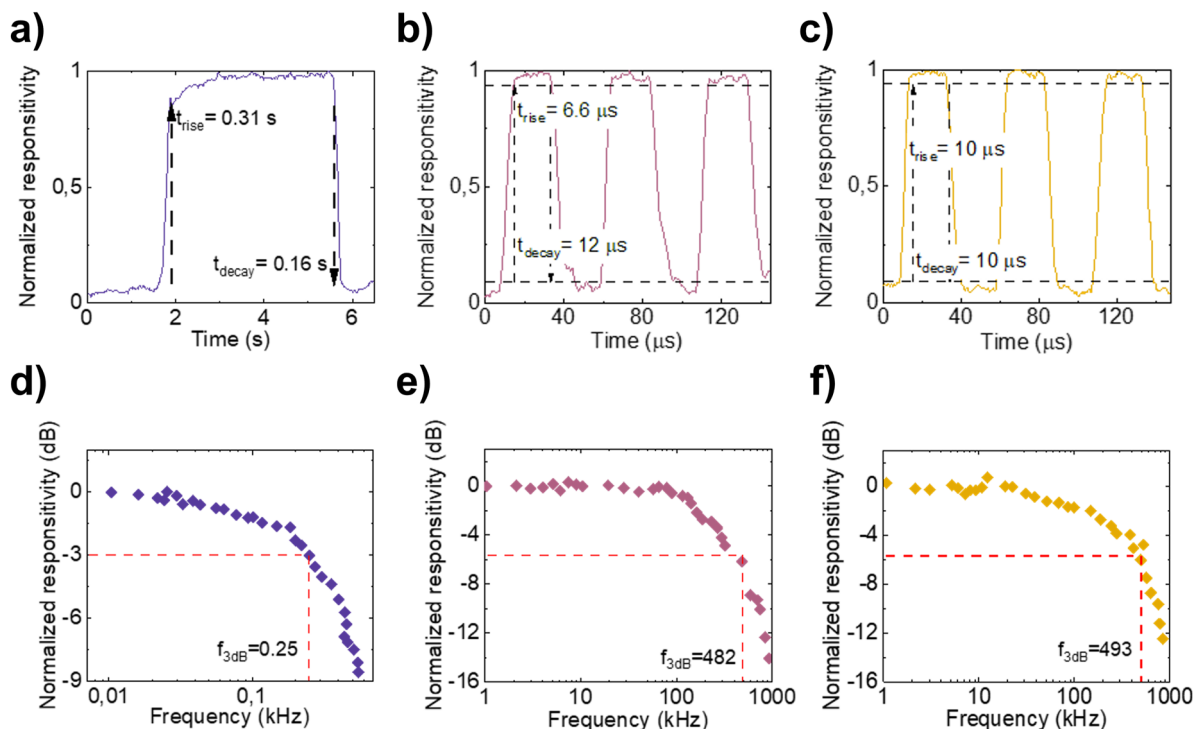 a)
Normalized responsivity
1
0,5
0
t_rise= 0.31 s
t_decay= 0.16 s
0 2 4 6
Time (s)
b)
Normalized responsivity
1
0,5
0
t_rise= 6.6 μs
t_decay= 12 μs
0 40 80 120
Time (μs)
c)
Normalized responsivity
1
0,5
0
t_rise= 10 μs
t_decay= 10 μs
0 40 80 120
Time (μs)
d)
Normalized responsivity (dB)
0
-3
-6
-9
f_3dB=0.25
0,01 0,1 1
Frequency (kHz)
e)
Normalized responsivity (dB)
0
-4
-8
-12
-16
f_3dB=482
1 10 100 1000
Frequency (kHz)
f)
Normalized responsivity (dB)
0
-4
-8
-12
-16
f_3dB=493
1 10 100 1000
Frequency (kHz)